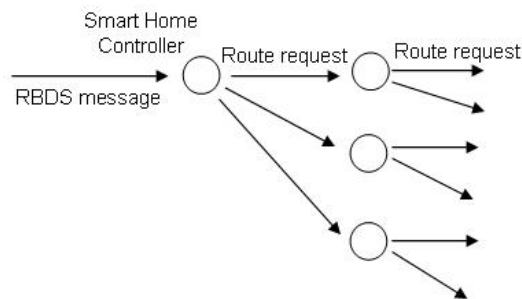 Smart Home
Controller
Route request
Route request
RBDS message